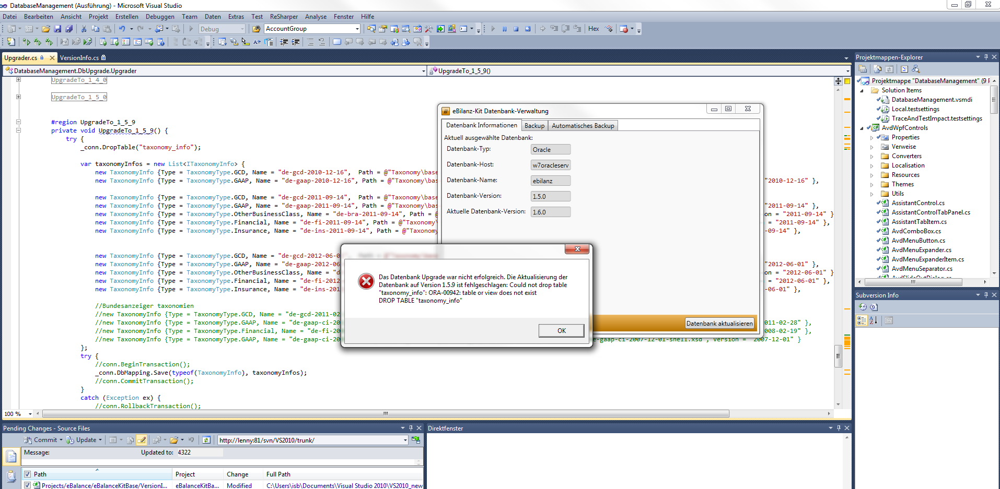 DatabaseManagement (Ausführung) - Microsoft Visual Studio
Datei Bearbeiten Ansicht Projekt Erstellen Debuggen Team Daten Extras Test ReSharper Analyse Fenster Hilfe
Debug AccountGroup Hex
Upgrader.cs VersionInfo.cs
DatabaseManagement.DbUpgrade.Upgrader UpgradeTo_1_5_9()
UpgradeTo_1_4_0
UpgradeTo_1_5_0
#region UpgradeTo_1_5_9
private void UpgradeTo_1_5_9() {
try {
_conn.DropTable("taxonomy_info");
var taxonomyInfos = new List<ITaxonomyInfo> {
new TaxonomyInfo {Type = TaxonomyType.GCD, Name = "de-gcd-2010-12-16", Path = @"Taxonomy\base
new TaxonomyInfo {Type = TaxonomyType.GAAP, Name = "de-gaap-2010-12-16", Path = @"Taxonomy\bas "2010-12-16" },
new TaxonomyInfo {Type = TaxonomyType.GCD, Name = "de-gcd-2011-09-14", Path = @"Taxonomy\base
new TaxonomyInfo {Type = TaxonomyType.GAAP, Name = "de-gaap-2011-09-14", Path = @"Taxonomy\bas "2011-09-14" },
new TaxonomyInfo {Type = TaxonomyType.OtherBusinessClass, Name = "de-bra-2011-09-14", Path = @ on = "2011-09-14" }
new TaxonomyInfo {Type = TaxonomyType.Financial, Name = "de-fi-2011-09-14", Path = @"Taxonomy\ = "2011-09-14" },
new TaxonomyInfo {Type = TaxonomyType.Insurance, Name = "de-ins-2011-09-14", Path = @"Taxonomy -09-14" },
new TaxonomyInfo {Type = TaxonomyType.GCD, Name = "de-gcd-2012-06-0
new TaxonomyInfo {Type = TaxonomyType.GAAP, Name = "de-gaap-2012-06 "2012-06-01" },
new TaxonomyInfo {Type = TaxonomyType.OtherBusinessClass, Name = "d on = "2012-06-01" }
new TaxonomyInfo {Type = TaxonomyType.Financial, Name = "de-fi-2012 = "2012-06-01" },
new TaxonomyInfo {Type = TaxonomyType.Insurance, Name = "de-ins-201 -06-01" },
//Bundesanzeiger taxonomien
//new TaxonomyInfo {Type = TaxonomyType.GCD, Name = "de-gcd-2011-02
//new TaxonomyInfo {Type = TaxonomyType.GAAP, Name = "de-gaap-ci-20 011-02-28" },
//new TaxonomyInfo {Type = TaxonomyType.Financial, Name = "de-fi-20 008-02-19" },
//new TaxonomyInfo {Type = TaxonomyType.GAAP, Name = "de-gaap-ci-20 e-gaap-ci-2007-12-01-shell.xsd", Version = "2007-12-01" }
};
try {
//conn.BeginTransaction();
_conn.DbMapping.Save(typeof(TaxonomyInfo), taxonomyInfos);
//conn.CommitTransaction();
}
catch (Exception ex) {
//conn.RollbackTransaction();
100 %
eBilanz-Kit Datenbank-Verwaltung
Datenbank Informationen Backup Automatisches Backup
Aktuell ausgewählte Datenbank:
Datenbank-Typ: Oracle
Datenbank-Host: w7oracleserv
Datenbank-Name: ebilanz
Datenbank-Version: 1.5.0
Aktuelle Datenbank-Version: 1.6.0
Datenbank aktualisieren
Das Datenbank Upgrade war nicht erfolgreich. Die Aktualisierung der
Datenbank auf Version 1.5.9 ist fehlgeschlagen: Could not drop table
"taxonomy_info": ORA-00942: table or view does not exist
DROP TABLE "taxonomy_info"
OK
Projektmappen-Explorer
Projektmappe "DatabaseManagement" (9 P
Solution Items
DatabaseManagement.vsmdi
Local.testsettings
TraceAndTestImpact.testsettings
AvdWpfControls
Properties
Verweise
Converters
Localisation
Resources
Themes
Utils
AssistantControl.cs
AssistantControlTabPanel.cs
AssistantTabItem.cs
AvdComboBox.cs
AvdMenuButton.cs
AvdMenuExpander.cs
AvdMenuExpanderItem.cs
AvdMenuSeparator.cs
AvdSlideOutDialog.cs
Subversion Info
Pending Changes - Source Files
Commit Update http://lenny:81/svn/VS2010/trunk/
Message: Updated to: 4322
Path Project Change Full Path
Projects/eBalance/eBalanceKitBase/VersionI... eBalanceKitBa... Modified C:\Users\isb\Documents\Visual Studio 2010\VS2010_new
Direktfenster